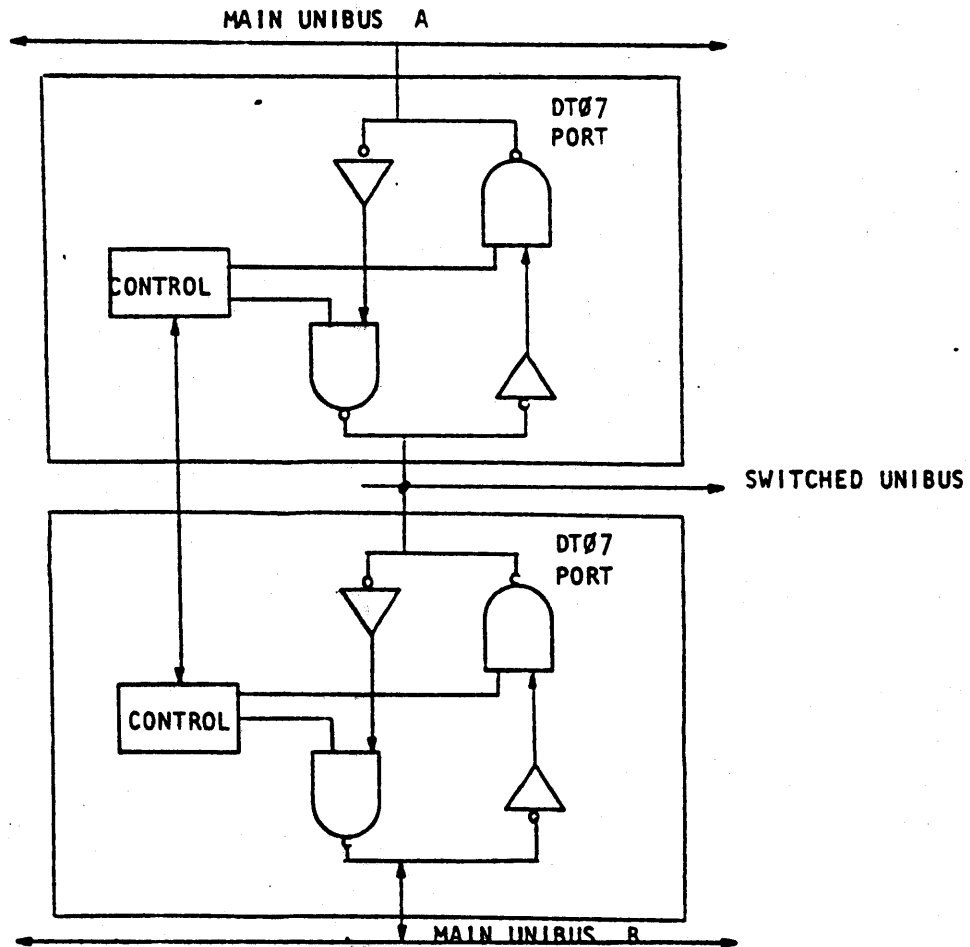 MAIN UNIBUS A
DTØ7
PORT
CONTROL
SWITCHED UNIBUS
DTØ7
PORT
CONTROL
MAIN UNIBUS B